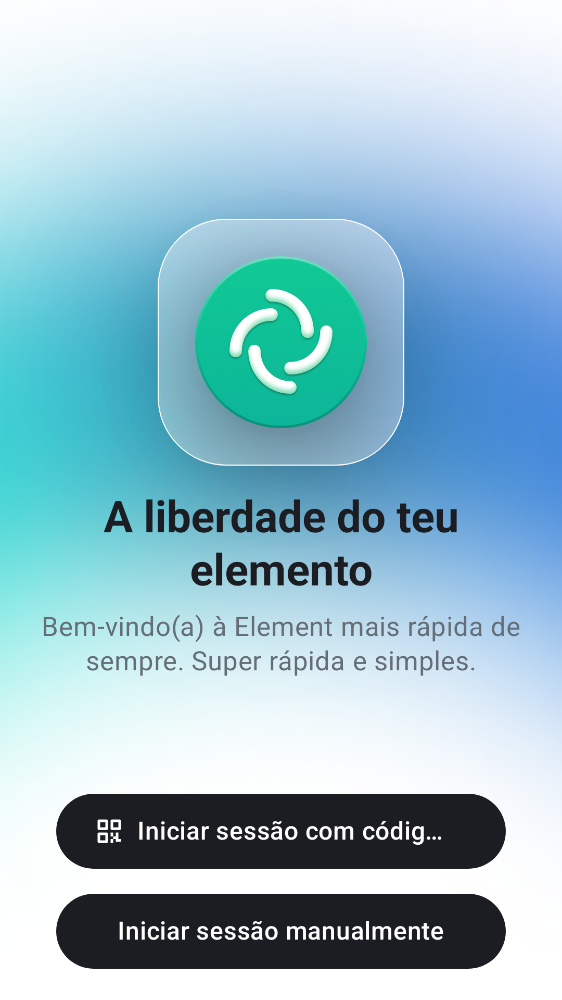 A liberdade do teu
elemento
Bem-vindo(a) à Element mais rápida de
sempre. Super rápida e simples.
Iniciar sessão com códig...
Iniciar sessão manualmente